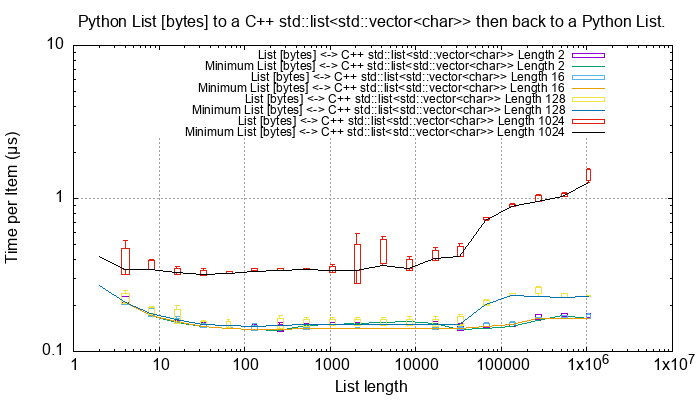 Python List [bytes] to a C++ std::list<std::vector<char>> then back to a Python List.
10
List [bytes] <-> C++ std::list<std::vector<char>> Length 2
Minimum List [bytes] <-> C++ std::list<std::vector<char>> Length 2
List [bytes] <-> C++ std::list<std::vector<char>> Length 16
Minimum List [bytes] <-> C++ std::list<std::vector<char>> Length 16
List [bytes] <-> C++ std::list<std::vector<char>> Length 128
Minimum List [bytes] <-> C++ std::list<std::vector<char>> Length 128
List [bytes] <-> C++ std::list<std::vector<char>> Length 1024
Minimum List [bytes] <-> C++ std::list<std::vector<char>> Length 1024
Time per Item (µs)
1
0.1
1 10 100 1000 10000 100000 1x10⁶ 1x10⁷
List length